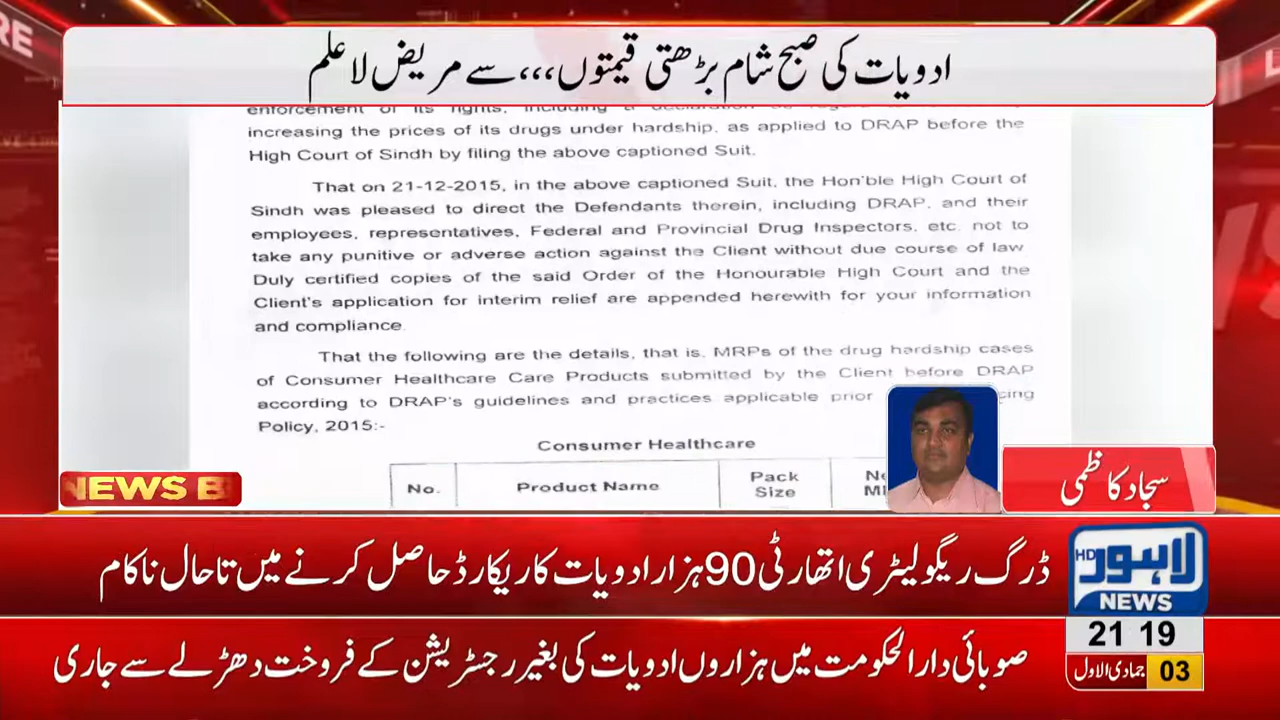 ادویات کی صبح شام بڑھتی قیمتوں،،،سے مریض لاعلم
increasing the prices of its drugs under hardship, as applied to DRAP before the
High Court of Sindh by filing the above captioned Suit.
That on 21-12-2015, in the above captioned Suit, the Hon'ble High Court of
Sindh was pleased to direct the Defendants therein, including DRAP, and their
employees, representatives, Federal and Provincial Drug Inspectors, etc. not to
take any punitive or adverse action against the Client without due course of law
Duly certified copies of the said Order of the Honourable High Court and the
Client's application for interim relief are appended herewith for your information
and compliance.
That the following are the details, that is, MRPs of the drug hardship cases
of Consumer Healthcare Care Products submitted by the Client before DRAP
according to DRAP's guidelines and practices applicable prior
Policy, 2015:-
Consumer Healthcare
No. Product Name Pack Size
NEWS B
سجاد کاظمی
ڈرگ ریگولیٹری اتھارٹی 90 ہزار ادویات کا ریکارڈ حاصل کرنے میں تاحال ناکام
صوبائی دارالحکومت میں ہزاروں ادویات کی بغیر رجسٹریشن کے فروخت دھڑلے سے جاری
HD لاہور
NEWS
21 19
03 جمادی الاول